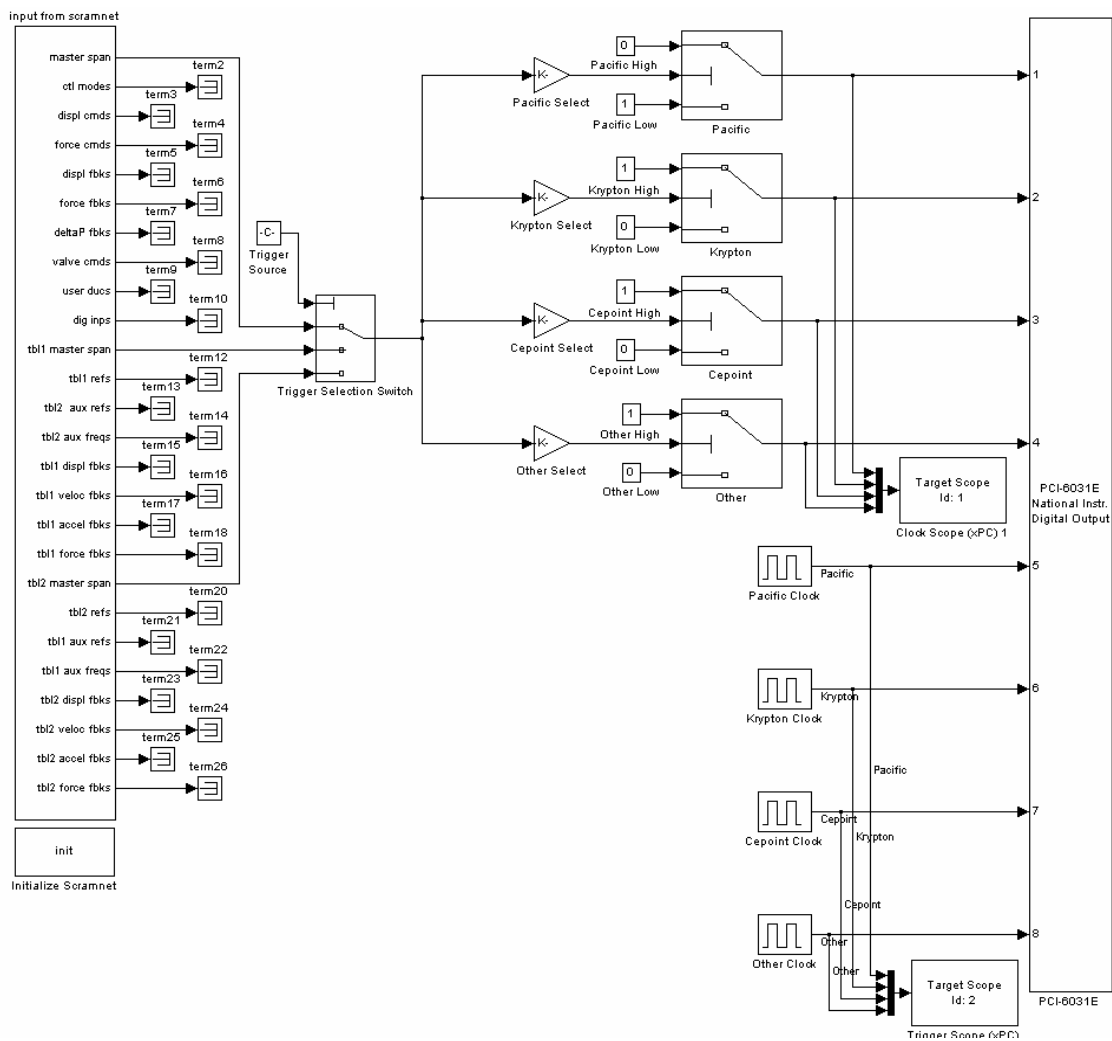 input from scramnet
master span
ctl modes
displ cmds
force cmds
displ fbks
force fbks
deltaP fbks
valve cmds
user ducs
dig inps
tbl1 master span
tbl1 refs
tbl2 aux refs
tbl2 aux freqs
tbl1 displ fbks
tbl1 veloc fbks
tbl1 accel fbks
tbl1 force fbks
tbl2 master span
tbl2 refs
tbl1 aux refs
tbl1 aux freqs
tbl2 displ fbks
tbl2 veloc fbks
tbl2 accel fbks
tbl2 force fbks
term2
term3
term4
term5
term6
term7
term8
term9
term10
term12
term13
term14
term15
term16
term17
term18
term20
term21
term22
term23
term24
term25
term26
init
Initialize Scramnet
-C-
Trigger
Source
Trigger Selection Switch
K-
Pacific Select
K-
Krypton Select
K-
Cepoint Select
K-
Other Select
0
Pacific High
1
Pacific Low
Pacific
1
Krypton High
0
Krypton Low
Krypton
1
Cepoint High
0
Cepoint Low
Cepoint
1
Other High
0
Other Low
Other
Target Scope
Id: 1
Clock Scope (xPC) 1
Pacific Clock
Pacific
Krypton Clock
Krypton
Pacific
Cepoint Clock
Cepoint
Krypton
Cepoint
Other Clock
Other
Other
Target Scope
Id: 2
Trigger Scope (xPC)
1
2
3
4
PCI-6031E
National Instr.
Digital Output
5
6
7
8
PCI-6031E